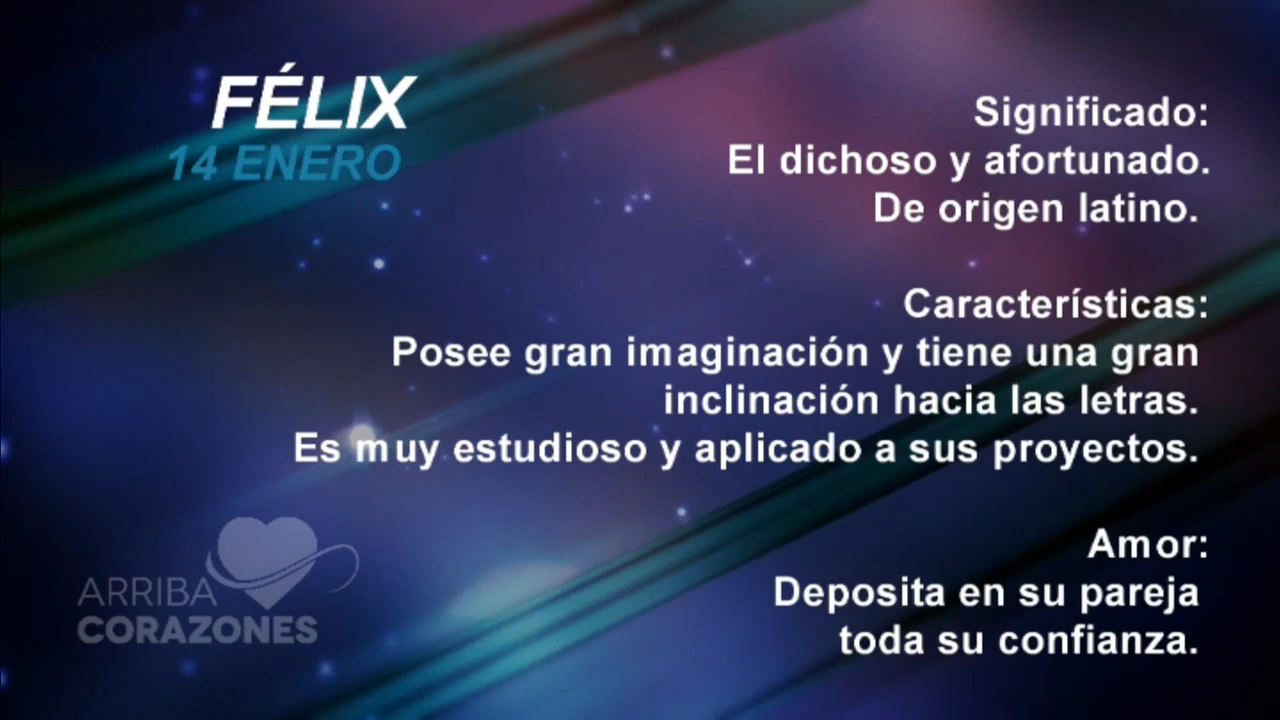 FÉLIX
14 ENERO
Significado:
El dichoso y afortunado.
De origen latino.
Características:
Posee gran imaginación y tiene una gran
inclinación hacia las letras.
Es muy estudioso y aplicado a sus proyectos.
Amor:
Deposita en su pareja
toda su confianza.
ARRIBA
CORAZONES